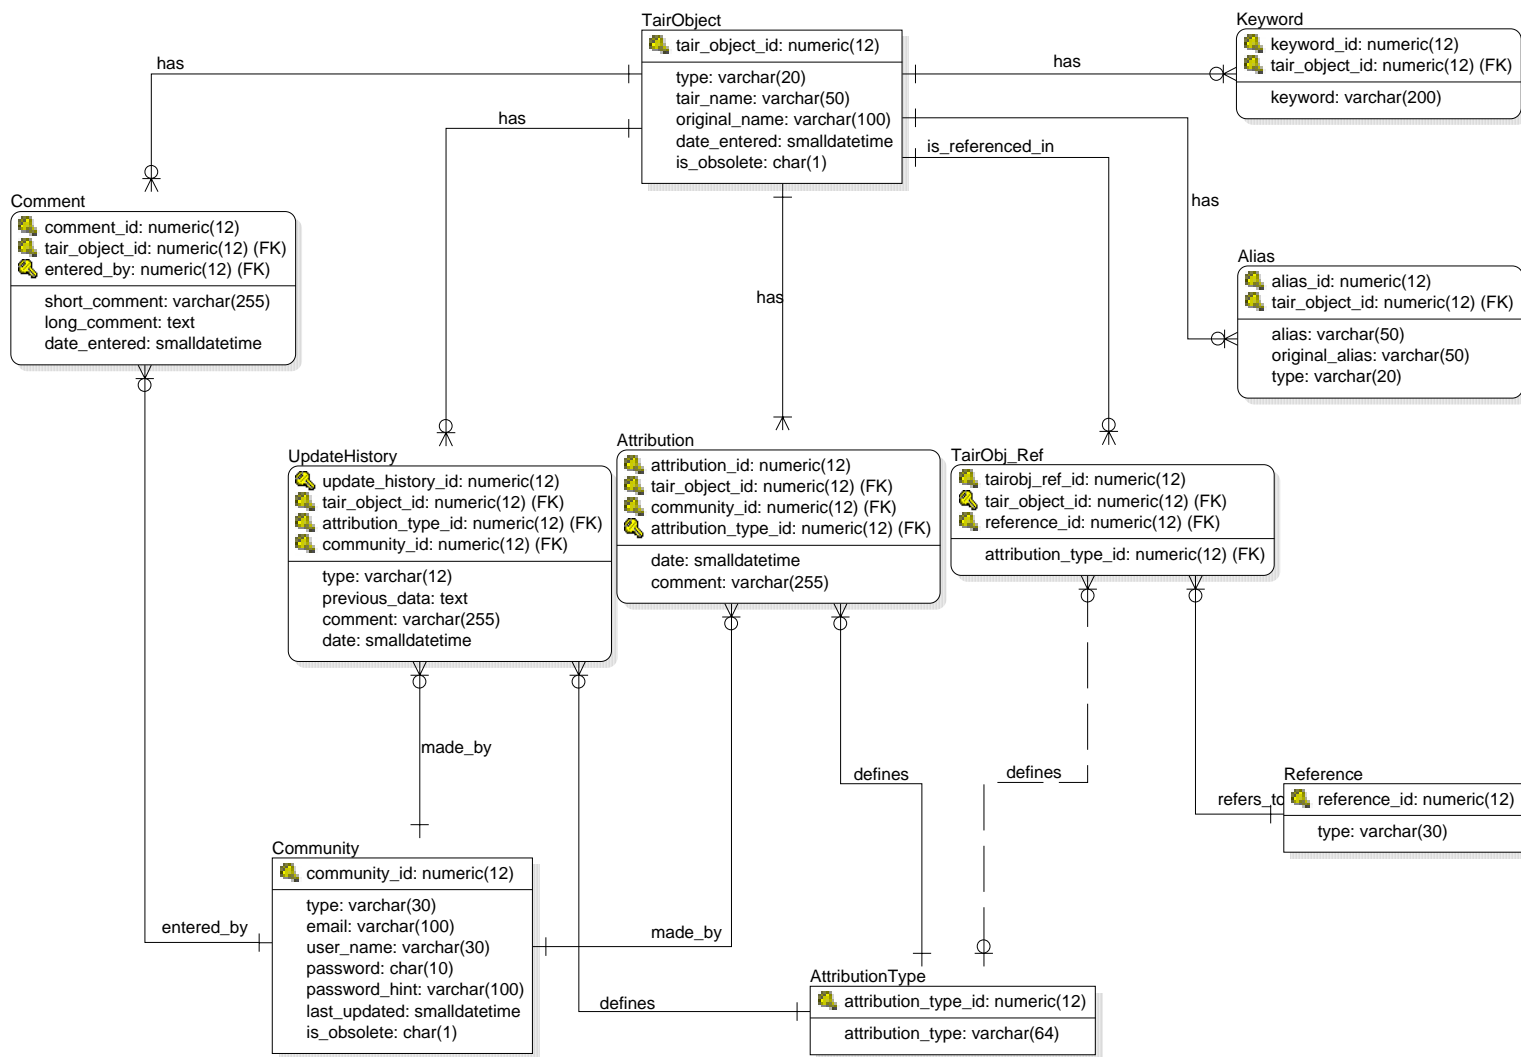 TairObject
tair_object_id: numeric(12)
type: varchar(20)
tair_name: varchar(50)
original_name: varchar(100)
date_entered: smalldatetime
is_obsolete: char(1)
Keyword
keyword_id: numeric(12)
tair_object_id: numeric(12) (FK)
keyword: varchar(200)
has
has
has
is_referenced_in
has
has
Comment
comment_id: numeric(12)
tair_object_id: numeric(12) (FK)
entered_by: numeric(12) (FK)
short_comment: varchar(255)
long_comment: text
date_entered: smalldatetime
Alias
alias_id: numeric(12)
tair_object_id: numeric(12) (FK)
alias: varchar(50)
original_alias: varchar(50)
type: varchar(20)
UpdateHistory
update_history_id: numeric(12)
tair_object_id: numeric(12) (FK)
attribution_type_id: numeric(12) (FK)
community_id: numeric(12) (FK)
type: varchar(12)
previous_data: text
comment: varchar(255)
date: smalldatetime
Attribution
attribution_id: numeric(12)
tair_object_id: numeric(12) (FK)
community_id: numeric(12) (FK)
attribution_type_id: numeric(12) (FK)
date: smalldatetime
comment: varchar(255)
TairObj_Ref
tairobj_ref_id: numeric(12)
tair_object_id: numeric(12) (FK)
reference_id: numeric(12) (FK)
attribution_type_id: numeric(12) (FK)
made_by
defines
defines
refers_to
Reference
reference_id: numeric(12)
type: varchar(30)
Community
community_id: numeric(12)
type: varchar(30)
email: varchar(100)
user_name: varchar(30)
password: char(10)
password_hint: varchar(100)
last_updated: smalldatetime
is_obsolete: char(1)
entered_by
made_by
defines
AttributionType
attribution_type_id: numeric(12)
attribution_type: varchar(64)